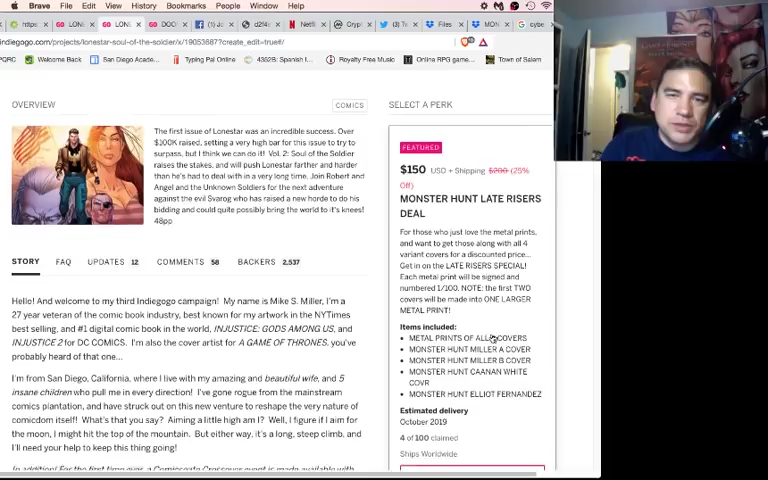 Brave File Edit View History Bookmarks People Window Help
https LONE LONE DOC (1) Jo d2f4 Netfli Crypt (3) T Files MON cybe
indiegogo.com/projects/lonestar-soul-of-the-soldier/x/19053687?create_edit=true#/
PQRC Welcome Back San Diego Acade... Typing Pal Online 4352B: Spanish I... Royalty Free Music Online RPG game... Town of Salem
OVERVIEW
COMICS
The first issue of Lonestar was an incredible success. Over
$100K raised, setting a very high bar for this issue to try to
surpass, but I think we can do it! Vol. 2: Soul of the Soldier
raises the stakes, and will push Lonestar farther and harder
than he's had to deal with in a very long time. Join Robert and
Angel and the Unknown Soldiers for the next adventure
against the evil Svarog who has raised a new horde to do his
bidding and could quite possibly bring the world to it's knees!
48pp
STORY FAQ UPDATES 12 COMMENTS 58 BACKERS 2,537
Hello! And welcome to my third Indiegogo campaign! My name is Mike S. Miller, I'm a
27 year veteran of the comic book industry, best known for my artwork in the NYTimes
best selling, and #1 digital comic book in the world, INJUSTICE: GODS AMONG US, and
INJUSTICE 2 for DC COMICS. I'm also the cover artist for A GAME OF THRONES, you've
probably heard of that one...
I'm from San Diego, California, where I live with my amazing and beautiful wife, and 5
insane children who pull me in every direction! I've gone rogue from the mainstream
comics plantation, and have struck out on this new venture to reshape the very nature of
comicdom itself! What's that you say? Aiming a little high am I? Well, I figure if I aim for
the moon, I might hit the top of the mountain. But either way, it's a long, steep climb, and
I'll need your help to keep this thing going!
In addition! For the first time ever, a Comicsgate Crossover event is made available with
SELECT A PERK
FEATURED
$150 USD + Shipping $200 (25%
Off)
MONSTER HUNT LATE RISERS
DEAL
For those who just love the metal prints,
and want to get those along with all 4
variant covers for a discounted price...
Get in on the LATE RISERS SPECIAL!
Each metal print will be signed and
numbered 1/100. NOTE: the first TWO
covers will be made into ONE LARGER
METAL PRINT!
Items included:
METAL PRINTS OF ALL COVERS
MONSTER HUNT MILLER A COVER
MONSTER HUNT MILLER B COVER
MONSTER HUNT CAANAN WHITE
COVR
MONSTER HUNT ELLIOT FERNANDEZ
Estimated delivery
October 2019
4 of 100 claimed
Ships Worldwide